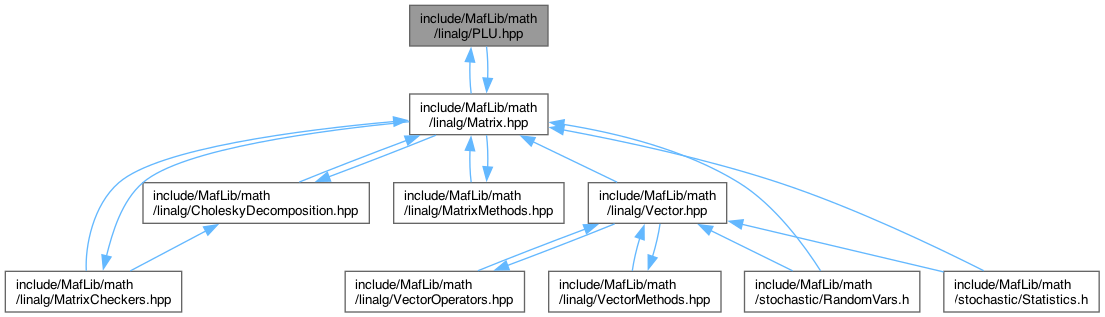 include/MafLib/math
/linalg/PLU.hpp
include/MafLib/math
/linalg/Matrix.hpp
include/MafLib/math
/linalg/CholeskyDecomposition.hpp
include/MafLib/math
/linalg/MatrixMethods.hpp
include/MafLib/math
/linalg/Vector.hpp
include/MafLib/math
/linalg/MatrixCheckers.hpp
include/MafLib/math
/linalg/VectorOperators.hpp
include/MafLib/math
/linalg/VectorMethods.hpp
include/MafLib/math
/stochastic/RandomVars.h
include/MafLib/math
/stochastic/Statistics.h